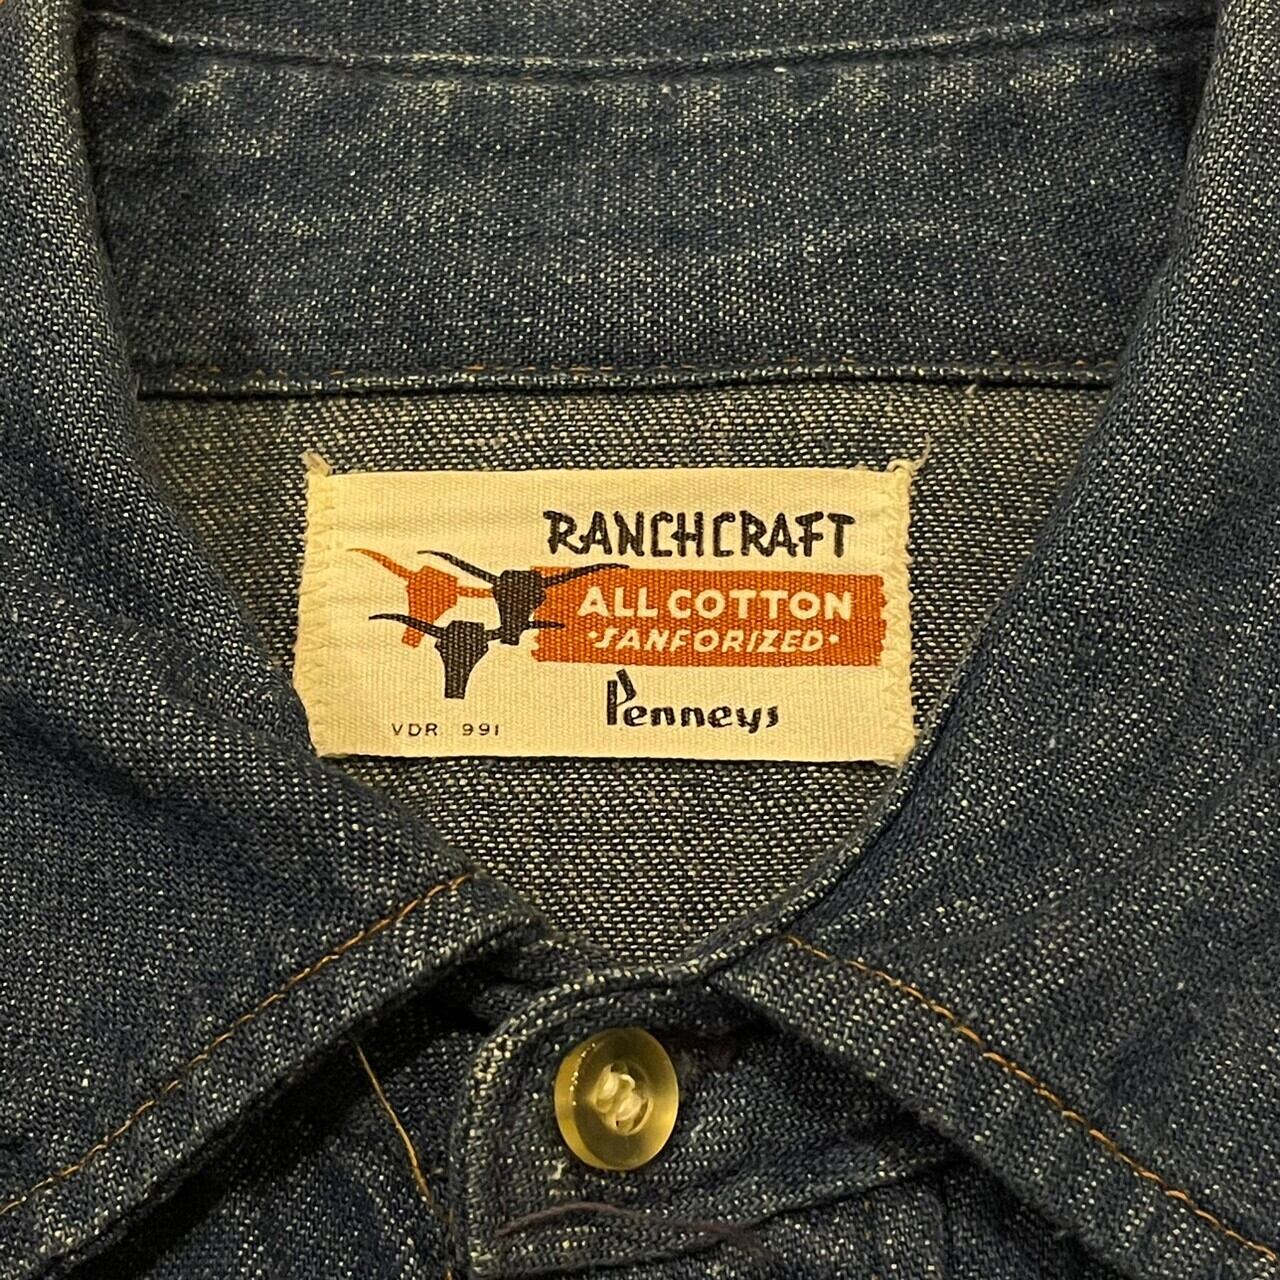 RANCHCRAFT
ALL COTTON
·SANFORIZED·
Penneys
VDR 991